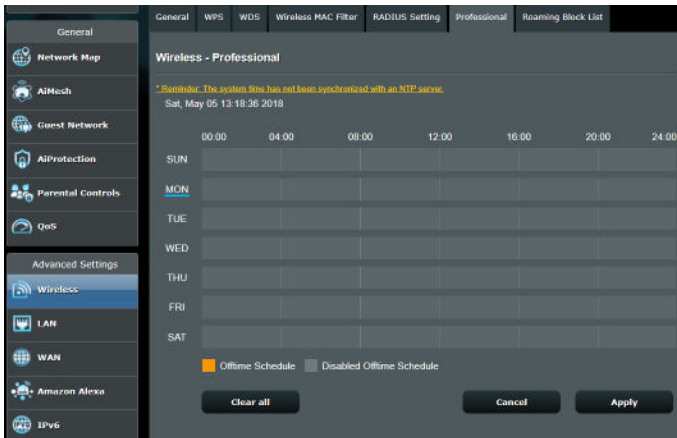 General WPS WDS Wireless MAC Filter RADIUS Setting Professional Roaming Block List
General
Network Map
AiMesh
Guest Network
AiProtection
Parental Controls
QoS
Advanced Settings
Wireless
LAN
WAN
Amazon Alexa
IPv6
Wireless - Professional
* Reminder: The system time has not been synchronized with an NTP server.
Sat, May 05 13:18:36 2018
00:00 04:00 08:00 12:00 16:00 20:00 24:00
SUN
MON
TUE
WED
THU
FRI
SAT
Offtime Schedule Disabled Offtime Schedule
Clear all Cancel Apply